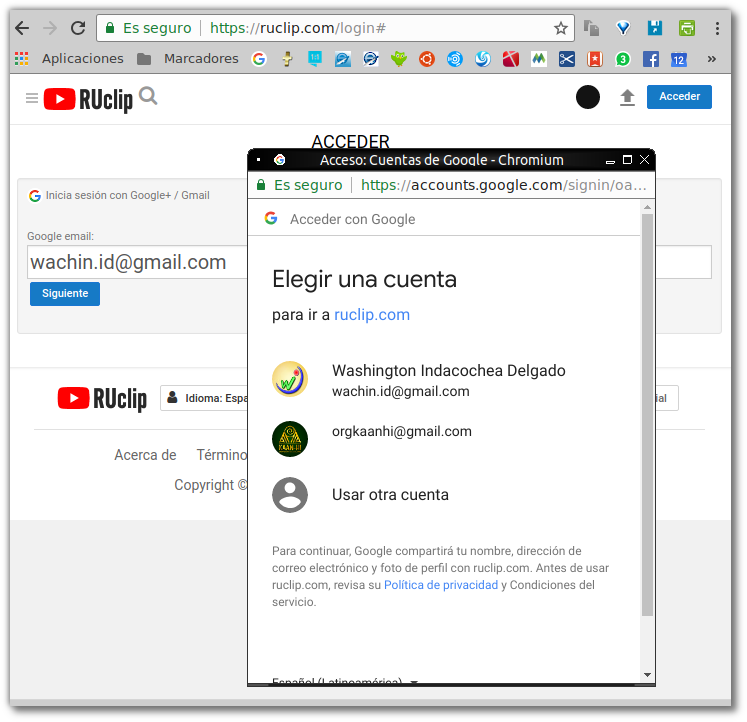 Es seguro | https://ruclip.com/login#
Aplicaciones Marcadores »
RUclip
Acceder
ACCEDER
Inicia sesión con Google+ / Gmail
Google email:
wachin.id@gmail.com
Siguiente
RUclip
Idioma: Espa
ial
Acerca de Término
Copyright ©
Acceso: Cuentas de Google - Chromium
Es seguro | https://accounts.google.com/signin/oa...
Acceder con Google
Elegir una cuenta
para ir a ruclip.com
Washington Indacochea Delgado
wachin.id@gmail.com
orgkaanhi@gmail.com
Usar otra cuenta
Para continuar, Google compartirá tu nombre, dirección de
correo electrónico y foto de perfil con ruclip.com. Antes de usar
ruclip.com, revisa su Política de privacidad y Condiciones del
servicio.
Español (Latinoamérica)